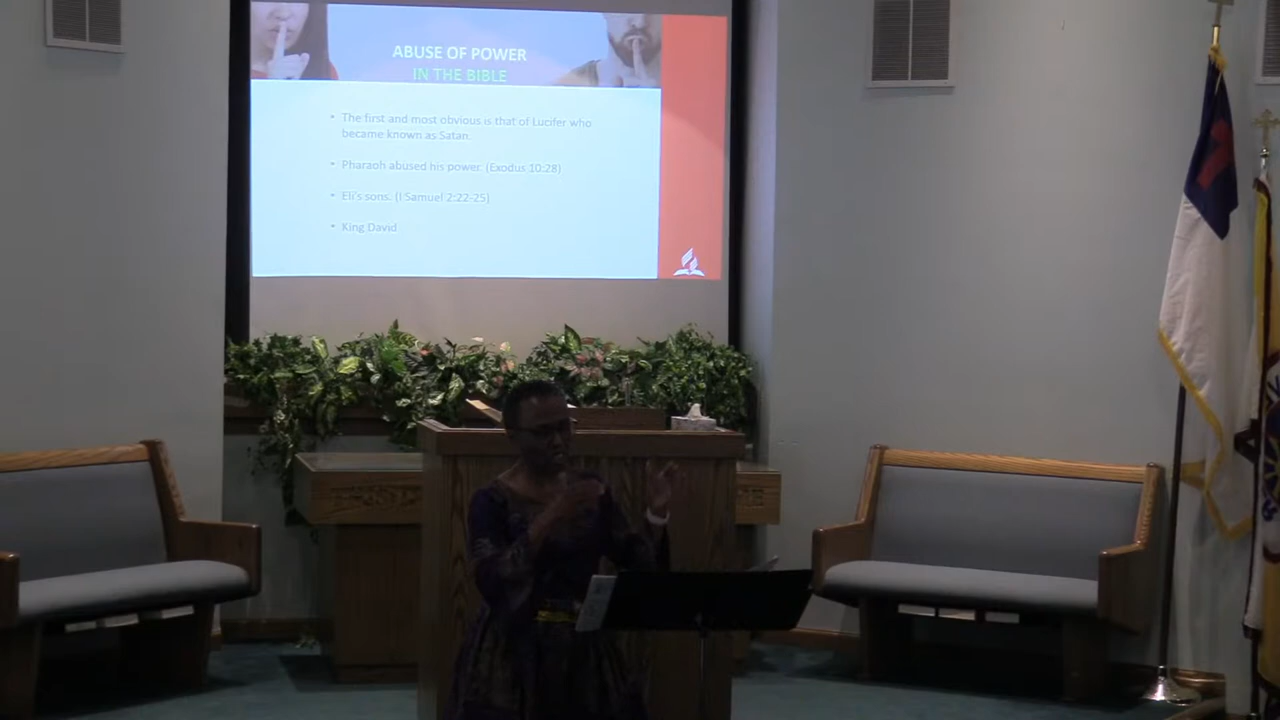 ABUSE OF POWER
IN THE BIBLE
• The first and most obvious is that of Lucifer who
became known as Satan.
• Pharaoh abused his power. (Exodus 10:28)
• Eli's sons. (I Samuel 2:22-25)
• King David